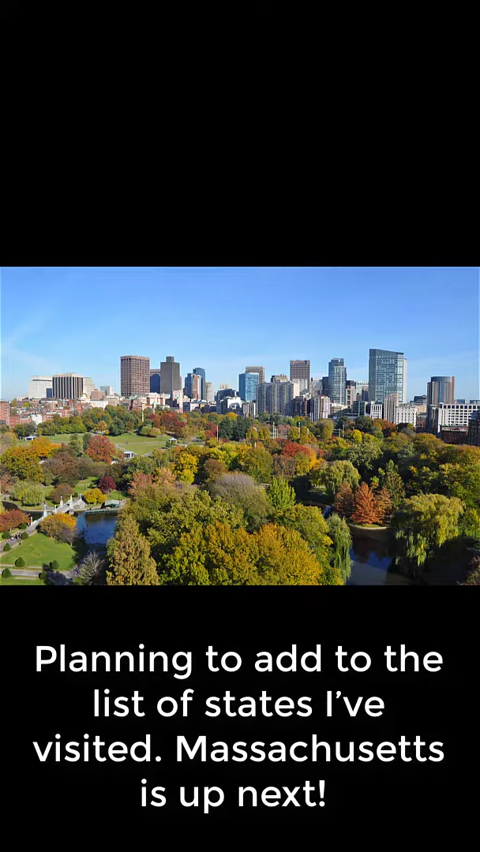 Planning to add to the
list of states I’ve
visited. Massachusetts
is up next!